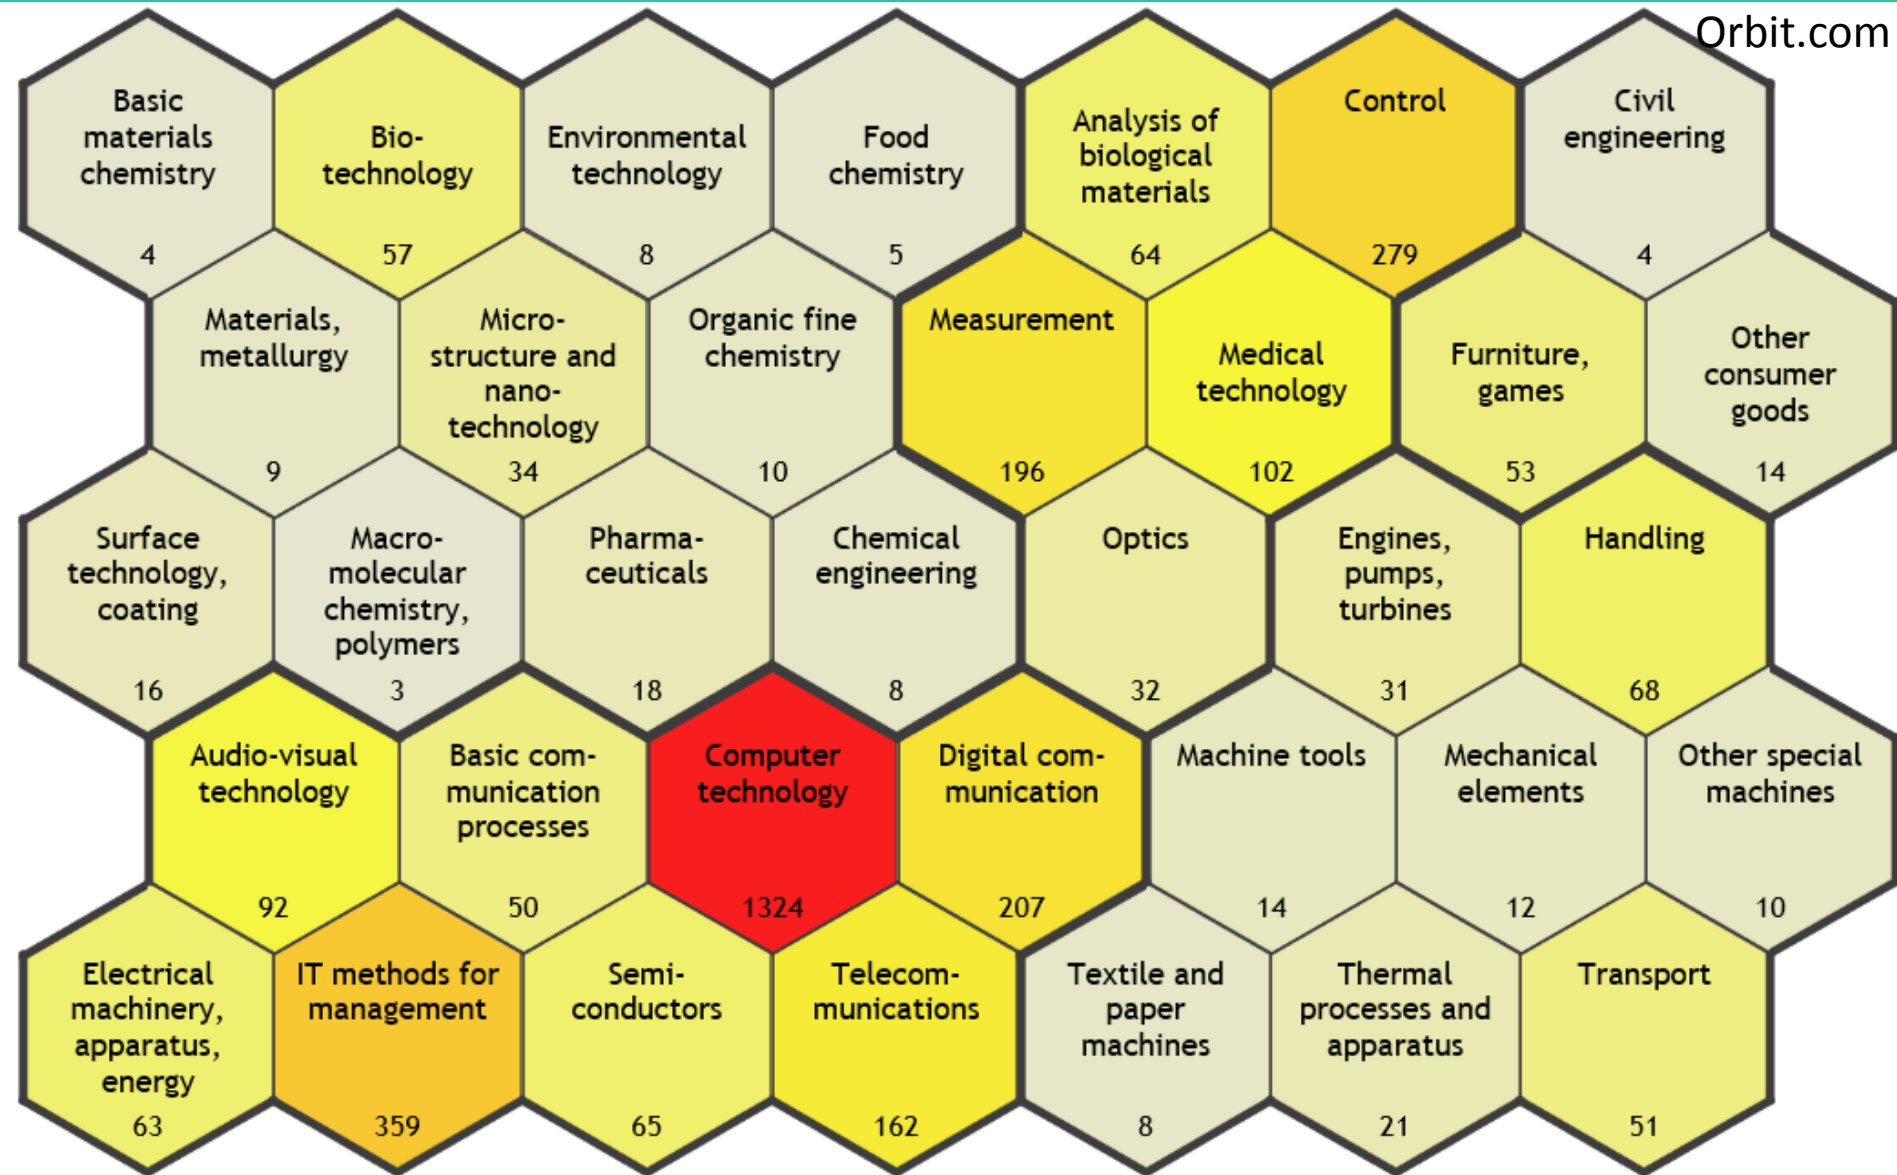 Orbit.com
Basic
materials
chemistry
4
Bio-
technology
57
Environmental
technology
8
Food
chemistry
5
Analysis of
biological
materials
64
Control
279
Civil
engineering
4
Materials,
metallurgy
9
Micro-
structure and
nano-
technology
34
Organic fine
chemistry
10
Measurement
196
Medical
technology
102
Furniture,
games
53
Other
consumer
goods
14
Surface
technology,
coating
16
Macro-
molecular
chemistry,
polymers
3
Pharma-
ceuticals
18
Chemical
engineering
8
Optics
32
Engines,
pumps,
turbines
31
Handling
68
Audio-visual
technology
92
Basic com-
munication
processes
50
Computer
technology
1324
Digital com-
munication
207
Machine tools
14
Mechanical
elements
12
Other special
machines
10
Electrical
machinery,
apparatus,
energy
63
IT methods for
management
359
Semi-
conductors
65
Telecom-
munications
162
Textile and
paper
machines
8
Thermal
processes and
apparatus
21
Transport
51